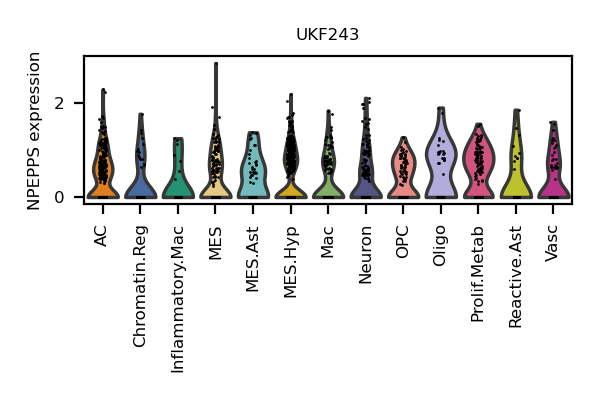 UKF243
NPEPPS expression
2
0
AC
Chromatin.Reg
Inflammatory.Mac
MES
MES.Ast
MES.Hyp
Mac
Neuron
OPC
Oligo
Prolif.Metab
Reactive.Ast
Vasc